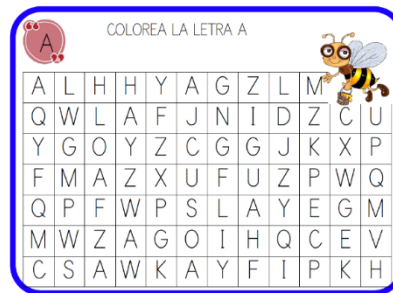 A
COLOREA LA LETRA A
A L H H Y A G Z L M
Q W L A F J N I D Z C U
Y G O Y Z C G G J K X P
F M A Z X U F U Z P W Q
Q P F W P S L A Y E G M
M W Z A G O I H Q C E V
C S A W K A Y F I P K H